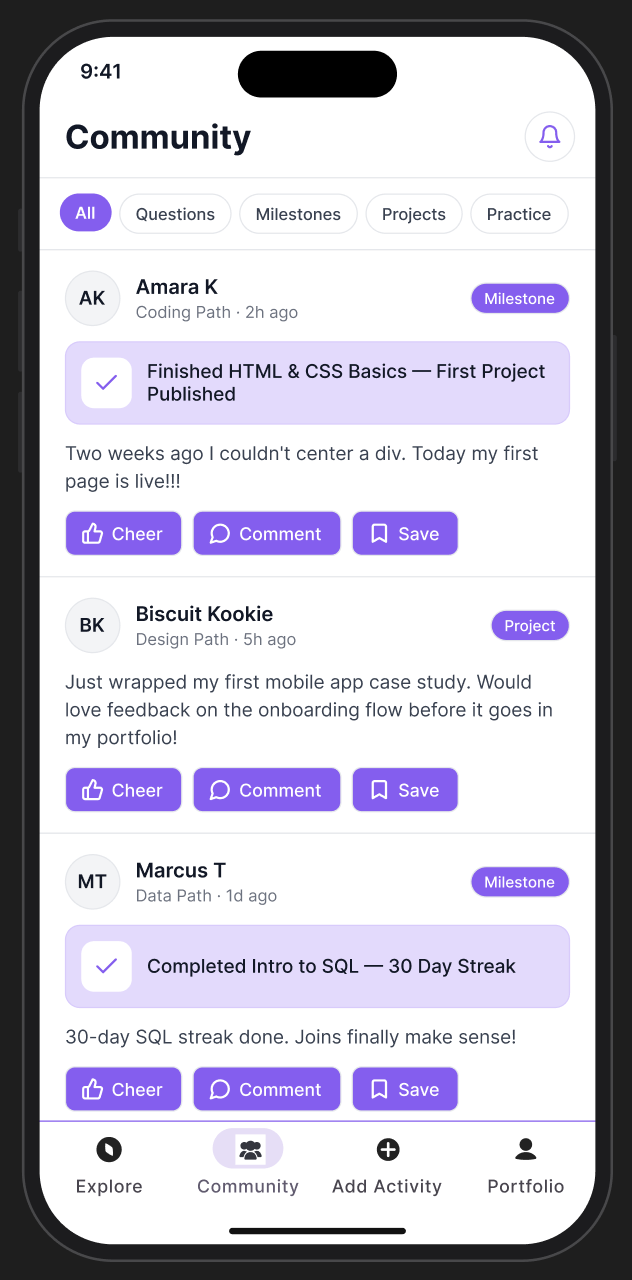 9:41
Community
All Questions Milestones Projects Practice
AK Amara K Milestone
Coding Path · 2h ago
Finished HTML & CSS Basics — First Project
Published
Two weeks ago I couldn't center a div. Today my first
page is live!!!
Cheer Comment Save
BK Biscuit Kookie Project
Design Path · 5h ago
Just wrapped my first mobile app case study. Would
love feedback on the onboarding flow before it goes in
my portfolio!
Cheer Comment Save
MT Marcus T Milestone
Data Path · 1d ago
Completed Intro to SQL — 30 Day Streak
30-day SQL streak done. Joins finally make sense!
Cheer Comment Save
Explore Community Add Activity Portfolio